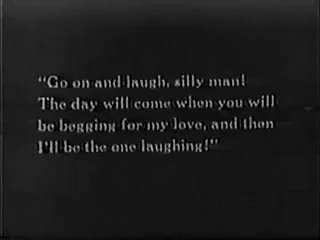 "Go on and laugh, silly man!
The day will come when you will
be begging for my love, and then
I'll be the one laughing!"